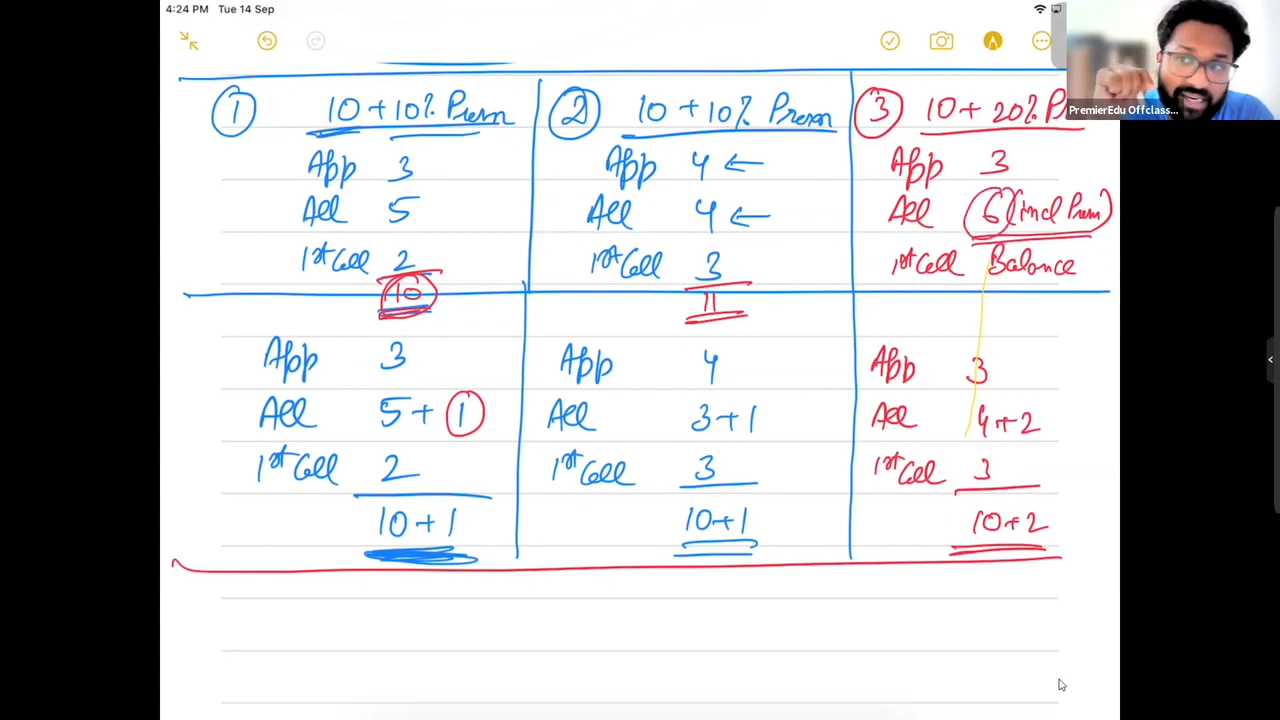 4:24 PM Tue 14 Sep
PremierEdu Offclass...
① 10 + 10% Prem
App 3
All 5
1st Call 2
10
② 10 + 10% Prem
App 4 ←
All 4 ←
1st Call 3
11
③ 10 + 20% Pr
App 3
All 6 (incl Prem)
1st Call Balance
App 3
All 5 + 1
1st Call 2
10 + 1
App 4
All 3 + 1
1st Call 3
10 + 1
App 3
All 4 + 2
1st Call 3
10 + 2